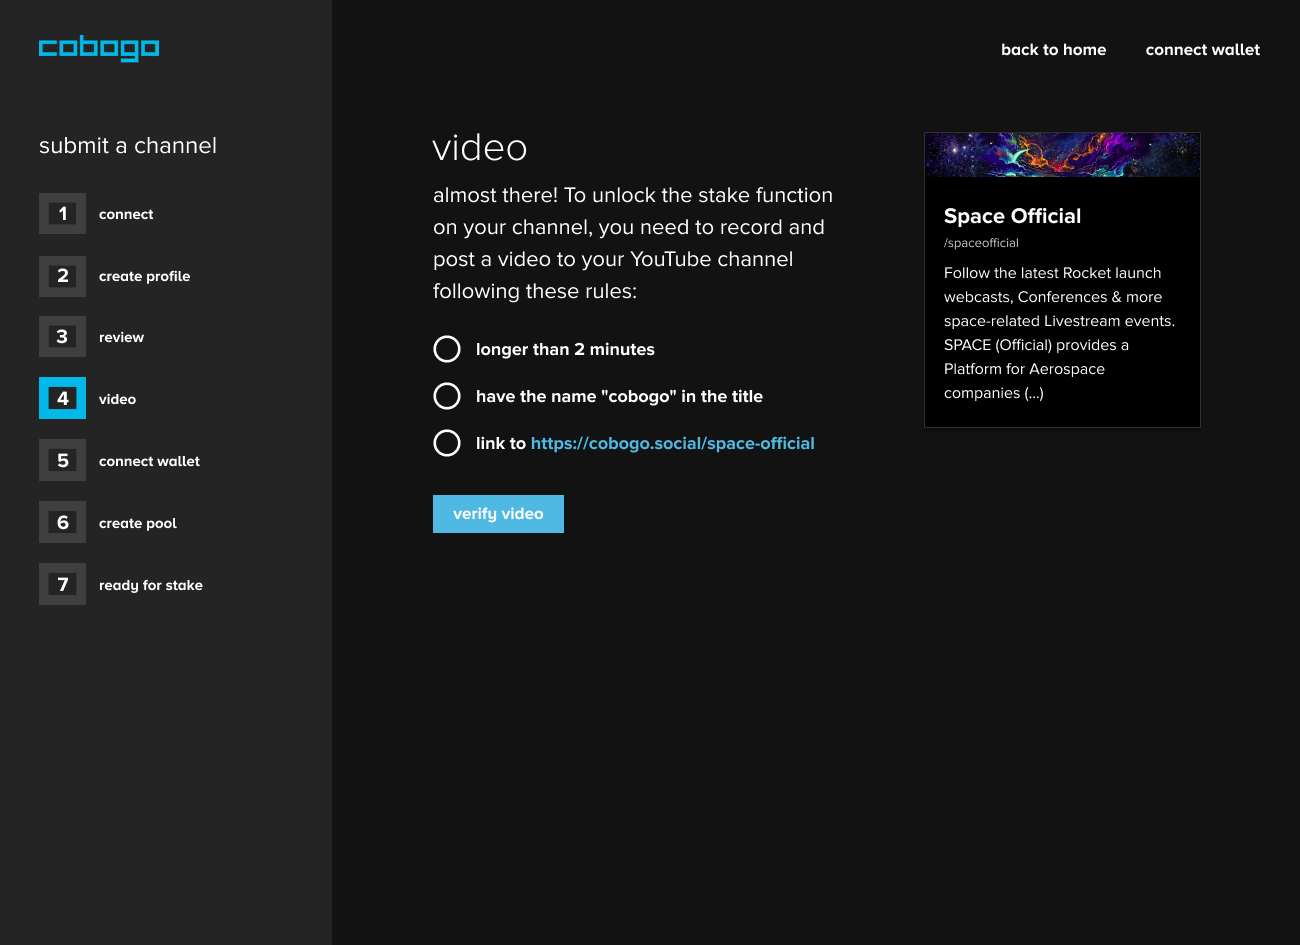 cobogo
back to home
connect wallet
submit a channel
1 connect
2 create profile
3 review
4 video
5 connect wallet
6 create pool
7 ready for stake
video
almost there! To unlock the stake function
on your channel, you need to record and
post a video to your YouTube channel
following these rules:
longer than 2 minutes
have the name "cobogo" in the title
link to https://cobogo.social/space-official
verify video
Space Official
/spaceofficial
Follow the latest Rocket launch
webcasts, Conferences & more
space-related Livestream events.
SPACE (Official) provides a
Platform for Aerospace
companies (...)